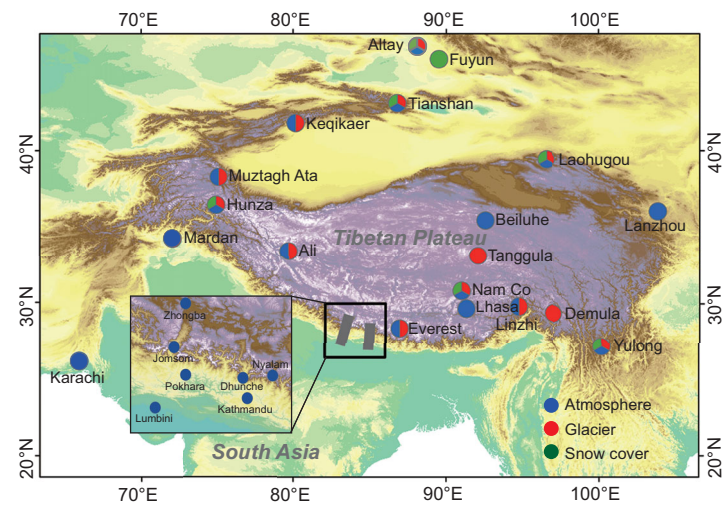 70°E 80°E 90°E 100°E
Altay
Fuyun
Tianshan
Keqikaer
40°N 40°N
Laohugou
Muztagh Ata
Hunza
Beiluhe
Lanzhou
Mardan
Tibetan Plateau
Ali
Tanggula
Nam Co
30°N 30°N
Zhongba
Lhasa
Linzhi
Demula
Everest
Jomsom
Nyalam
Yulong
Karachi
Pokhara
Dhunche
Kathmandu
Lumbini
Atmosphere
Glacier
Snow cover
South Asia
20°N 20°N
70°E 80°E 90°E 100°E